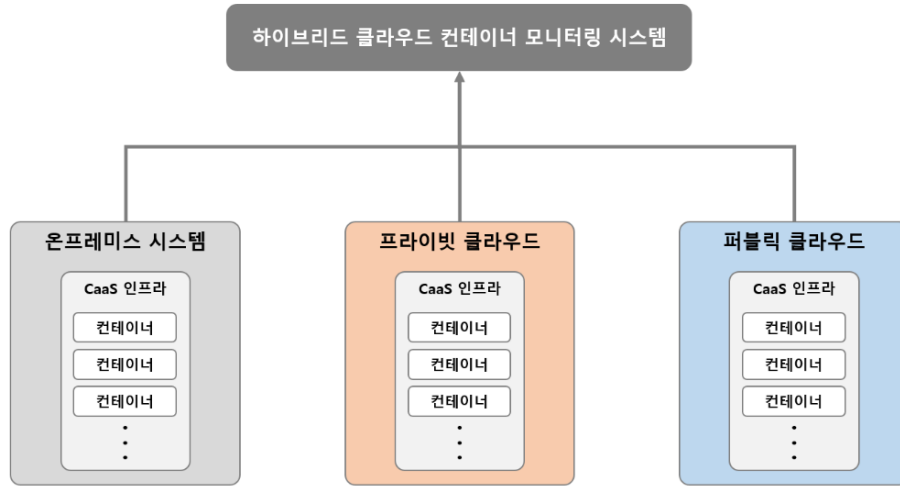 하이브리드 클라우드 컨테이너 모니터링 시스템
온프레미스 시스템
CaaS 인프라
컨테이너
컨테이너
컨테이너
프라이빗 클라우드
CaaS 인프라
컨테이너
컨테이너
컨테이너
퍼블릭 클라우드
CaaS 인프라
컨테이너
컨테이너
컨테이너